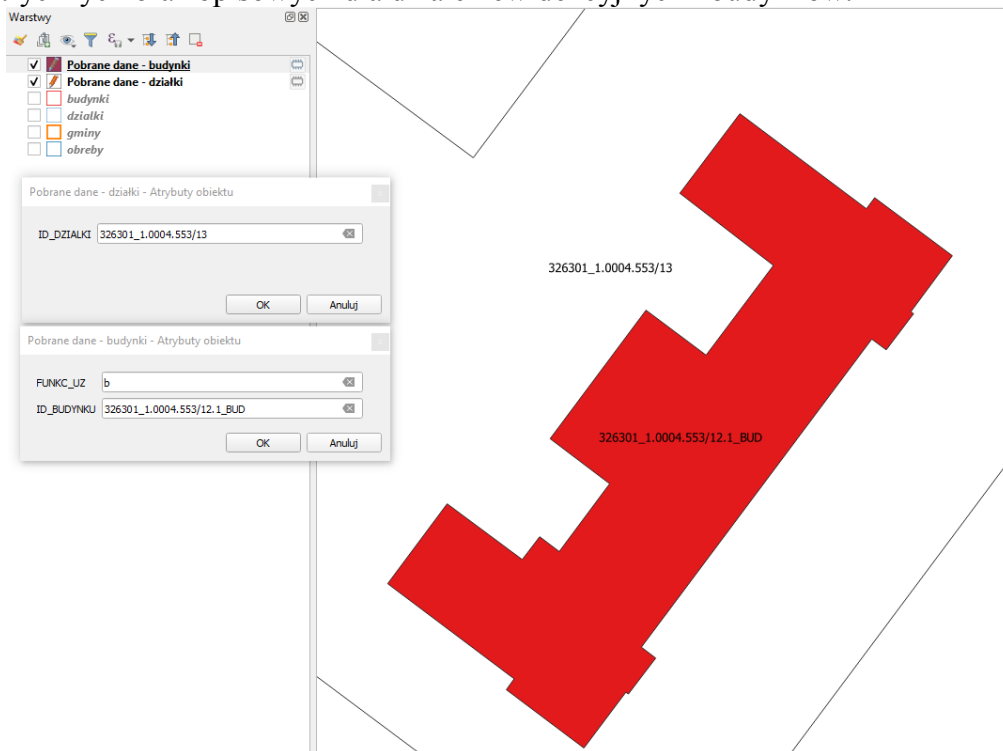 Warstwy
Pobrane dane - budynki
Pobrane dane - działki
budynki
dzialki
gminy
obreby
Pobrane dane - działki - Atrybuty obiektu
ID_DZIALKI 326301_1.0004.553/13
OK Anuluj
Pobrane dane - budynki - Atrybuty obiektu
FUNKC_UZ b
ID_BUDYNKU 326301_1.0004.553/12.1_BUD
OK Anuluj
326301_1.0004.553/13
326301_1.0004.553/12.1_BUD